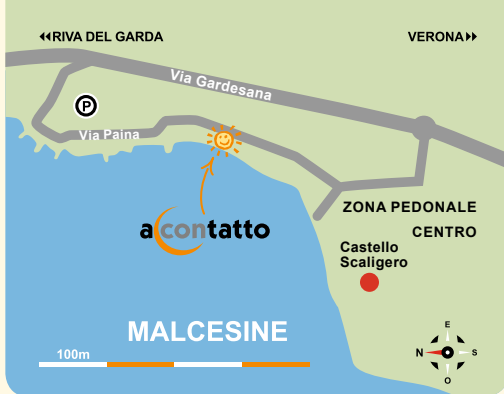 RIVA DEL GARDA
VERONA
Via Gardesana
P
Via Paina
acontatto
ZONA PEDONALE
CENTRO
Castello
Scaligero
MALCESINE
100m
E
N
S
O